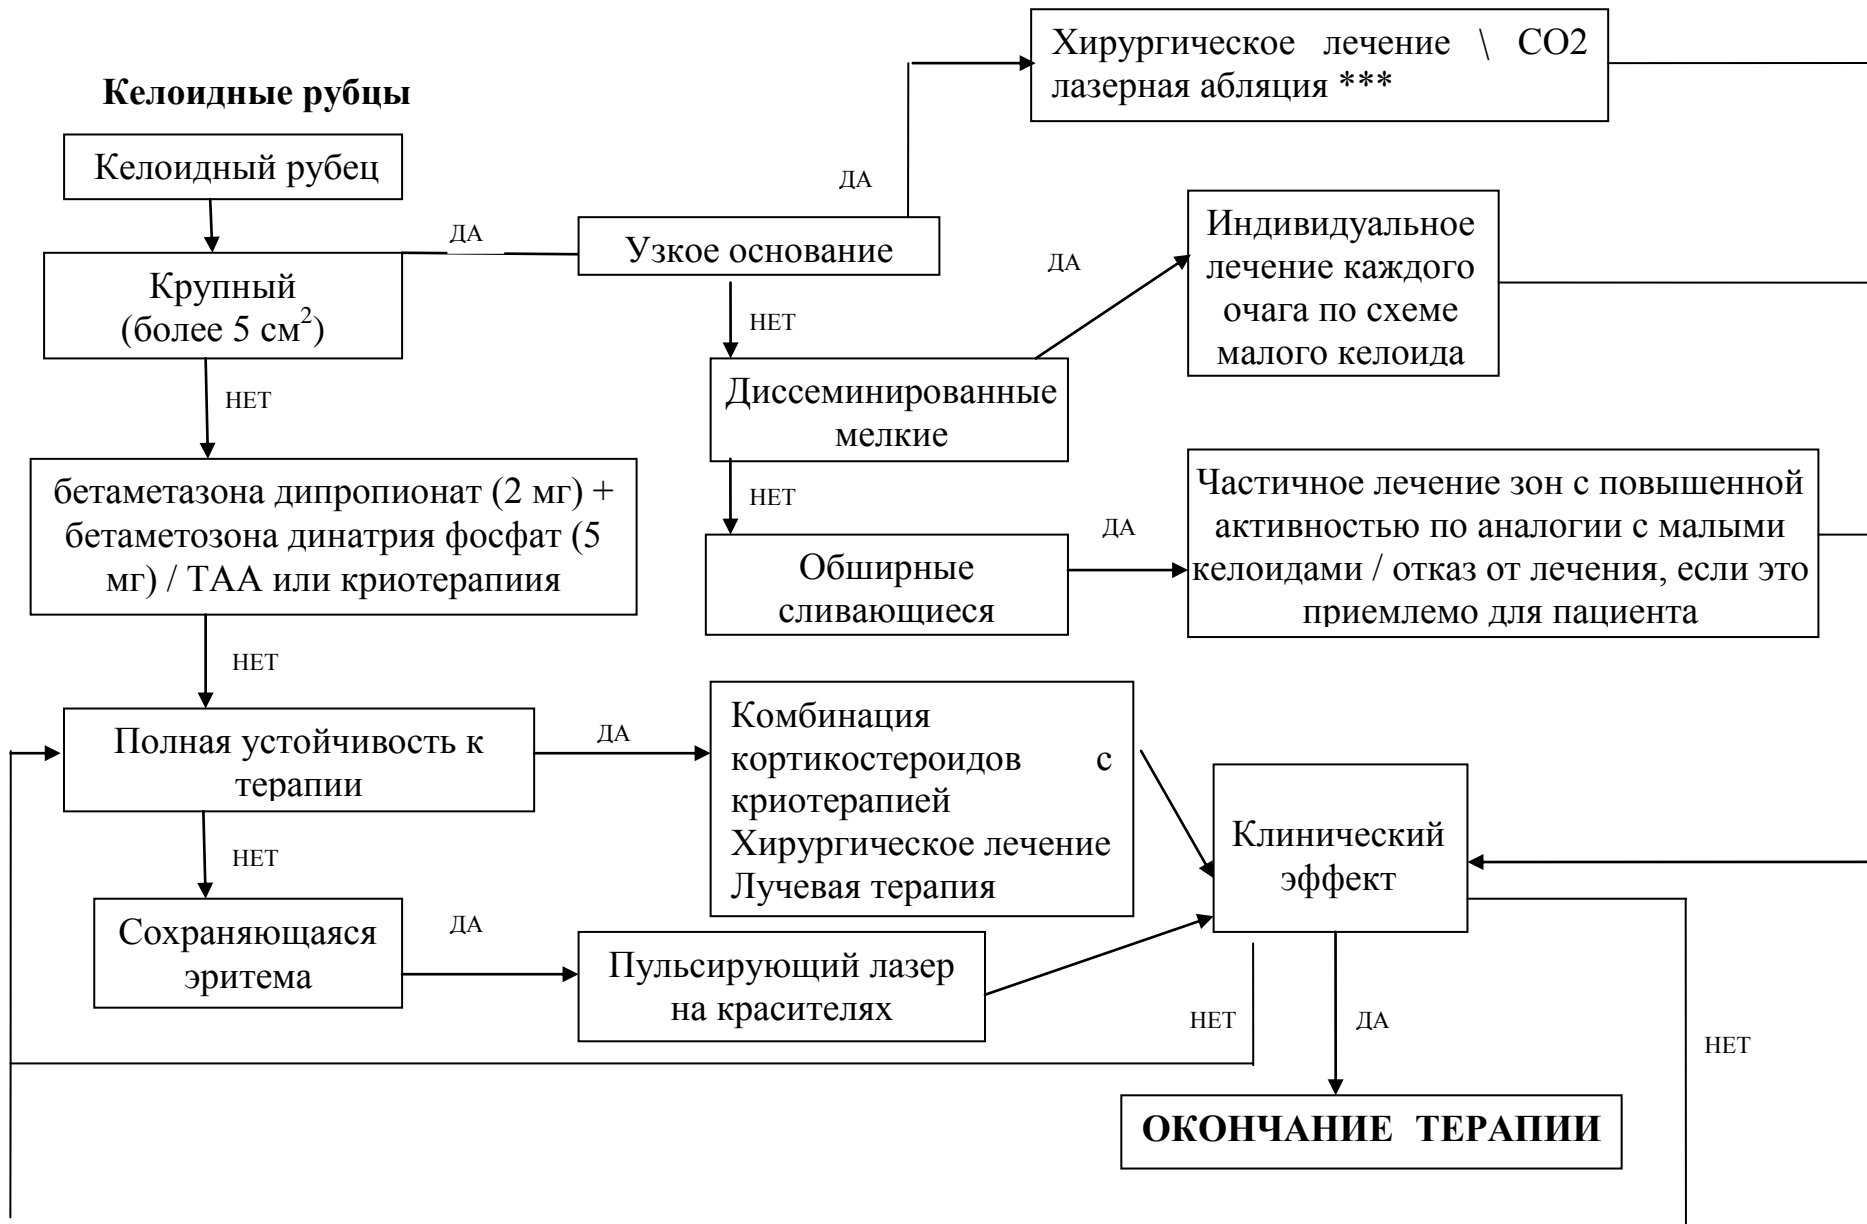 Келоидные рубцы
Келоидный рубец
Крупный
(более 5 см²)
ДА
Узкое основание
ДА
Хирургическое лечение \ СО2
лазерная абляция ***
НЕТ
Диссеминированные
мелкие
ДА
Индивидуальное
лечение каждого
очага по схеме
малого келоида
НЕТ
Обширные
сливающиеся
ДА
Частичное лечение зон с повышенной
активностью по аналогии с малыми
келоидами / отказ от лечения, если это
приемлемо для пациента
НЕТ
бетаметазона дипропионат (2 мг) +
бетаметозона динатрия фосфат (5
мг) / ТАА или криотерапиия
НЕТ
Полная устойчивость к
терапии
ДА
Комбинация
кортикостероидов с
криотерапией
Хирургическое лечение
Лучевая терапия
НЕТ
Сохраняющаяся
эритема
ДА
Пульсирующий лазер
на красителях
Клинический
эффект
НЕТ
ДА
НЕТ
ОКОНЧАНИЕ ТЕРАПИИ